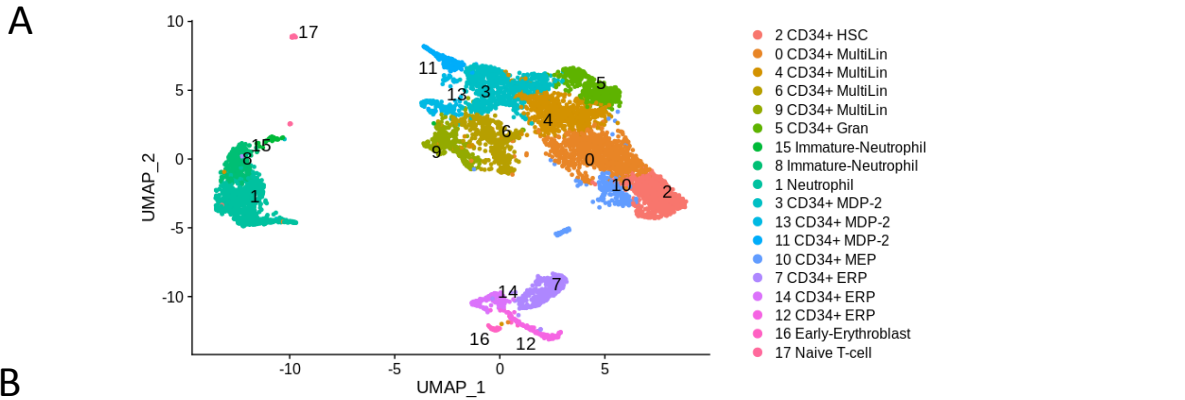 A
10
5
0
-5
-10
UMAP_2
-10
-5
0
5
UMAP_1
17
11
13
3
5
4
6
9
0
10
2
15
8
1
14
7
16
12
2 CD34+ HSC
0 CD34+ MultiLin
4 CD34+ MultiLin
6 CD34+ MultiLin
9 CD34+ MultiLin
5 CD34+ Gran
15 Immature-Neutrophil
8 Immature-Neutrophil
1 Neutrophil
3 CD34+ MDP-2
13 CD34+ MDP-2
11 CD34+ MDP-2
10 CD34+ MEP
7 CD34+ ERP
14 CD34+ ERP
12 CD34+ ERP
16 Early-Erythroblast
17 Naive T-cell
B